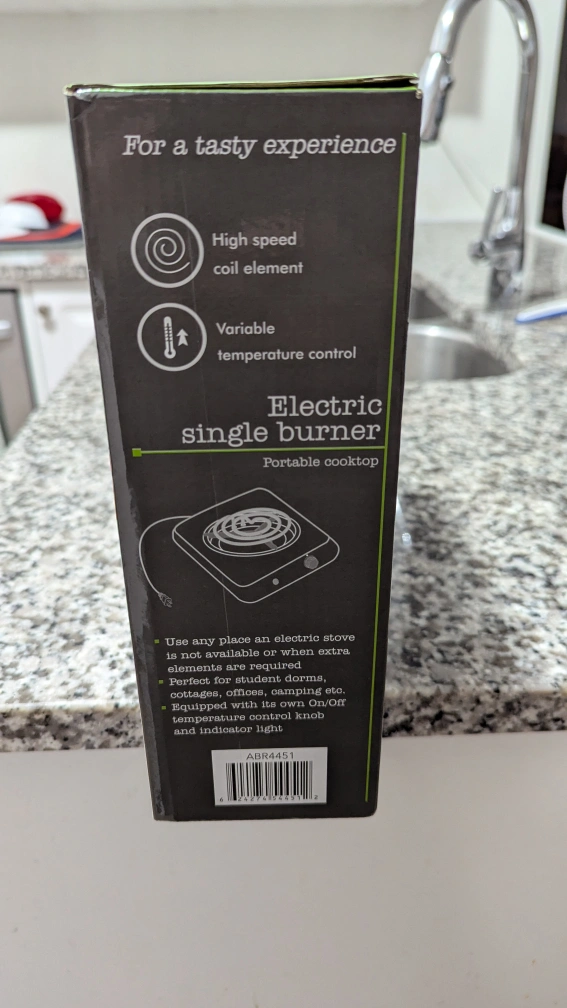 For a tasty experience
High speed
coil element
Variable
temperature control
Electric
single burner
Portable cooktop
Use any place an electric stove
is not available or when extra
elements are required
Perfect for student dorms,
cottages, offices, camping etc.
Equipped with its own On/Off
temperature control knob
and indicator light
ABR4451